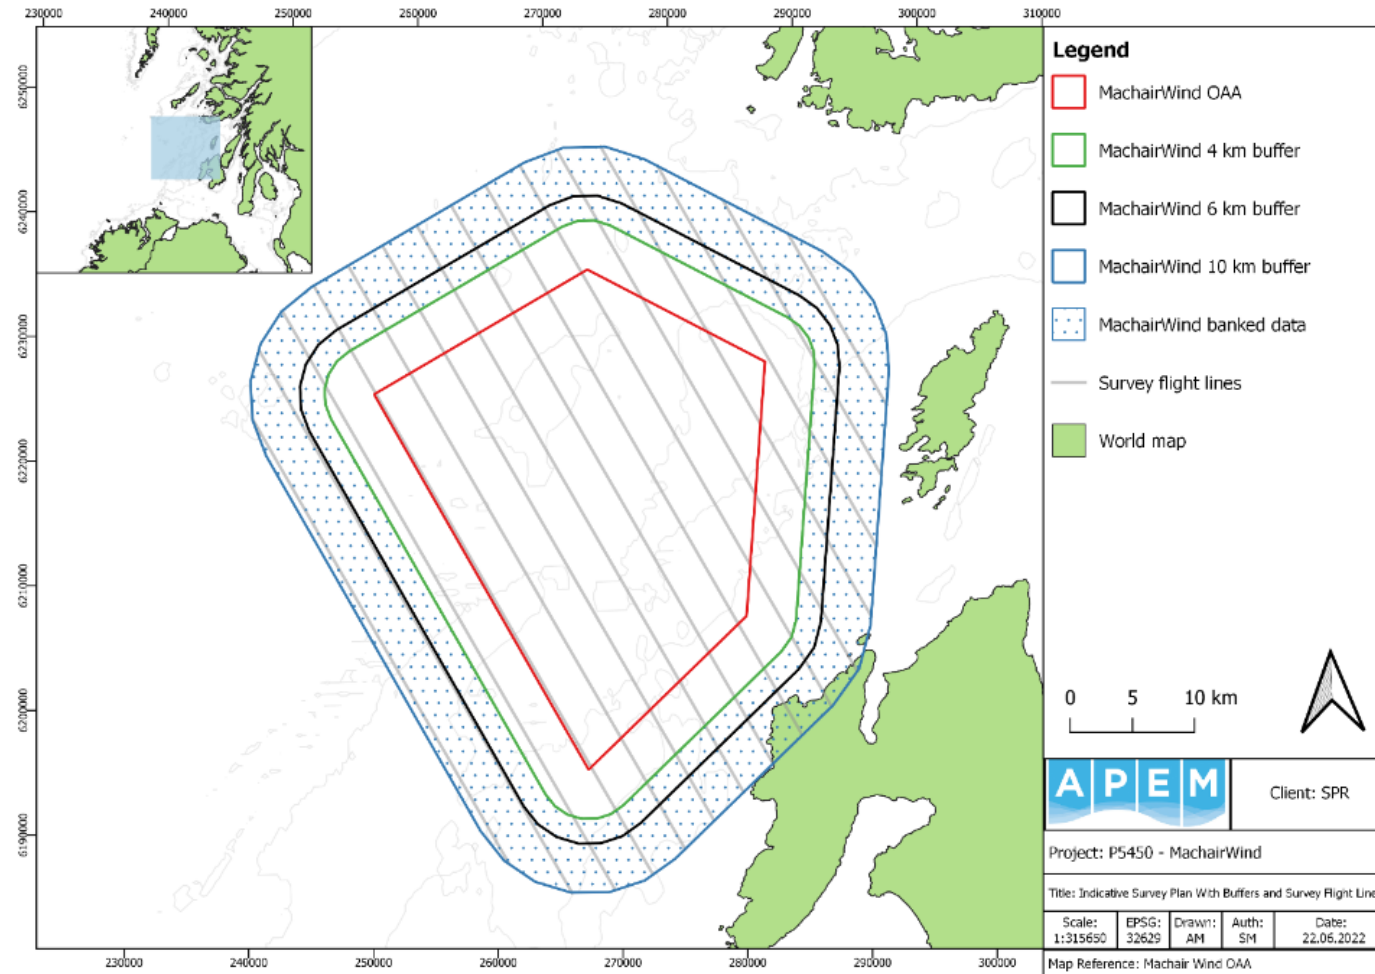 230000 240000 250000 260000 270000 280000 290000 300000 310000
6250000
6240000
6230000
6220000
6210000
6200000
6190000
230000 240000 250000 260000 270000 280000 290000 300000
Legend
MachairWind OAA
MachairWind 4 km buffer
MachairWind 6 km buffer
MachairWind 10 km buffer
MachairWind banked data
Survey flight lines
World map
0 5 10 km
APEM
Client: SPR
Project: P5450 - MachairWind
Title: Indicative Survey Plan With Buffers and Survey Flight Line
Scale: EPSG: Drawn: Auth: Date:
1:315650 32629 AM SM 22.06.2022
Map Reference: Machair Wind OAA